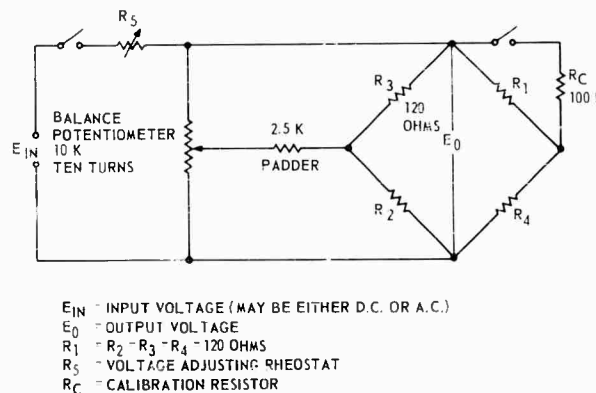 R5
BALANCE
POTENTIOMETER
10 K
TEN TURNS
EIN
2.5 K
PADDER
R3
120
OHMS
E0
R1
R2
R4
RC
100
EIN = INPUT VOLTAGE (MAY BE EITHER D.C. OR A.C.)
E0 = OUTPUT VOLTAGE
R1 = R2 = R3 = R4 = 120 OHMS
R5 = VOLTAGE ADJUSTING RHEOSTAT
RC = CALIBRATION RESISTOR